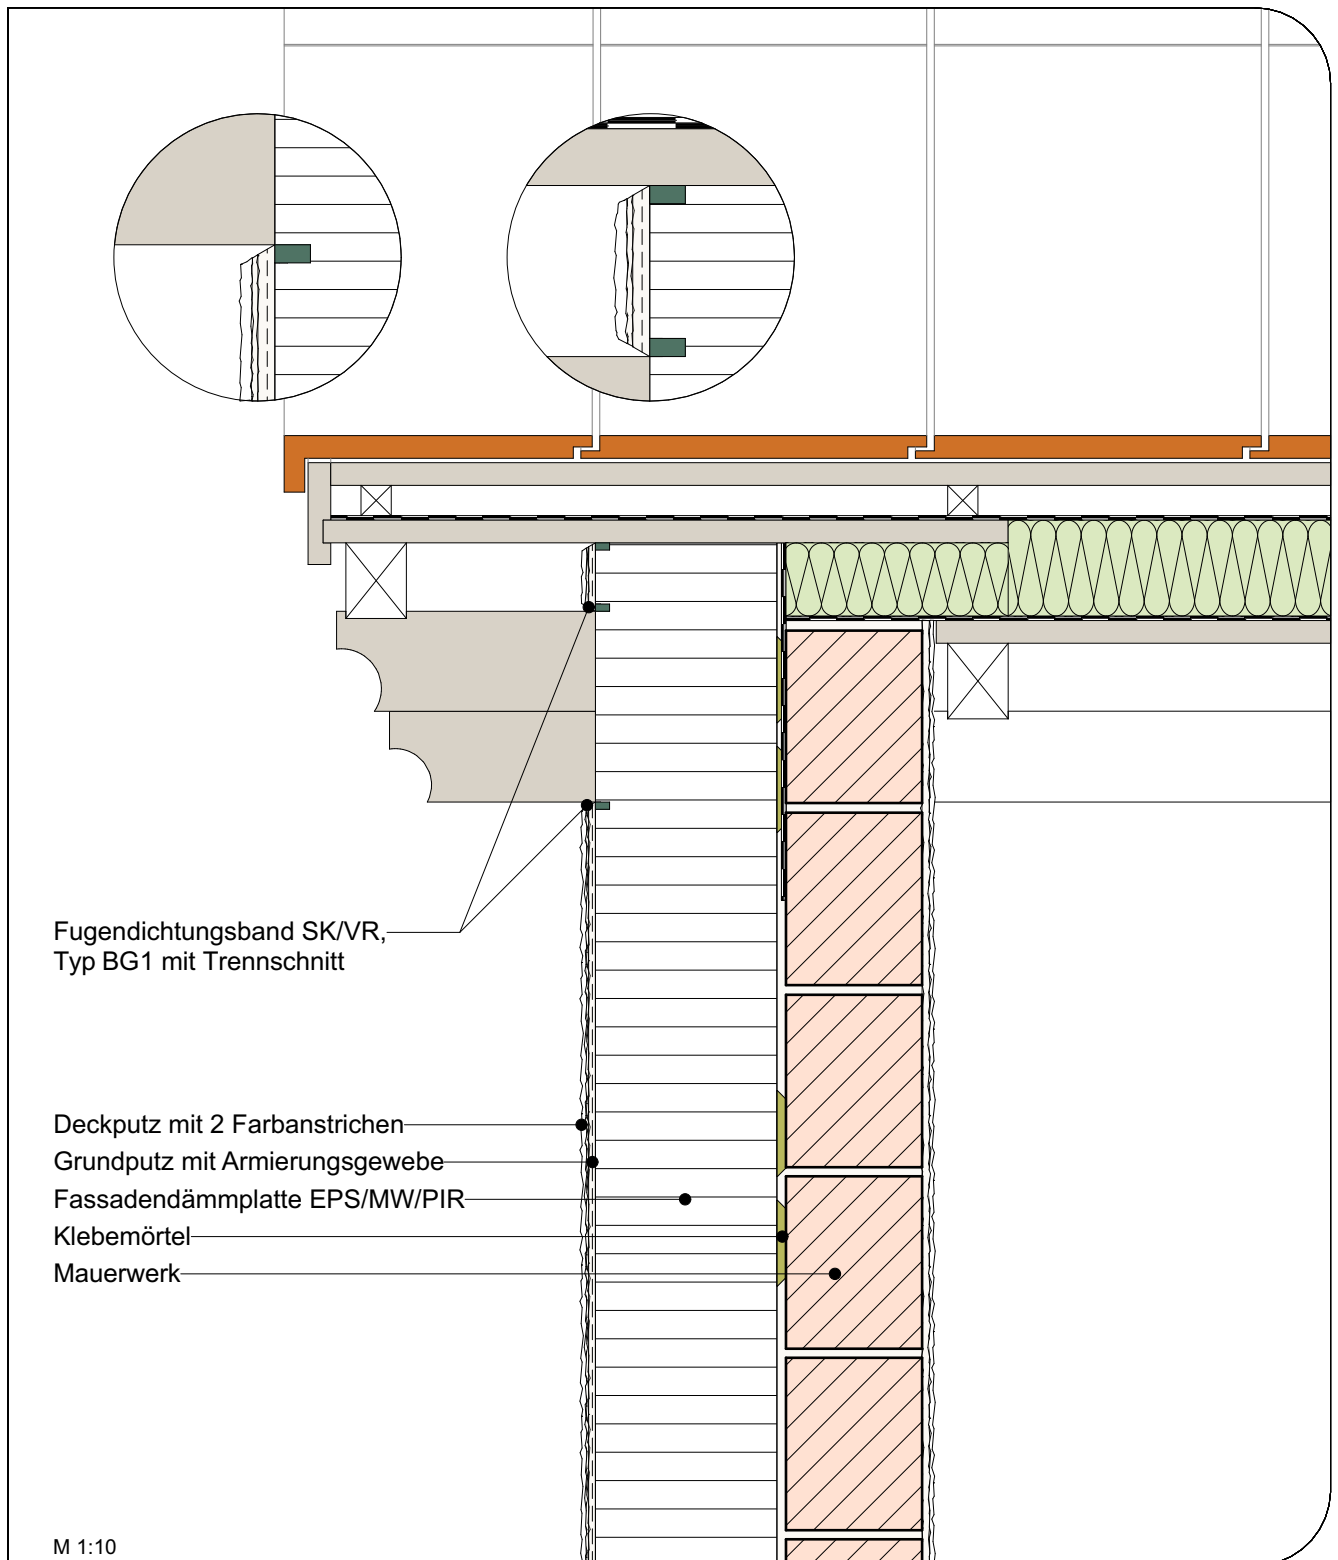 Fugendichtungsband SK/VR,
Typ BG1 mit Trennschnitt
Deckputz mit 2 Farbanstrichen
Grundputz mit Armierungsgewebe
Fassadendämmplatte EPS/MW/PIR
Klebemörtel
Mauerwerk
M 1:10